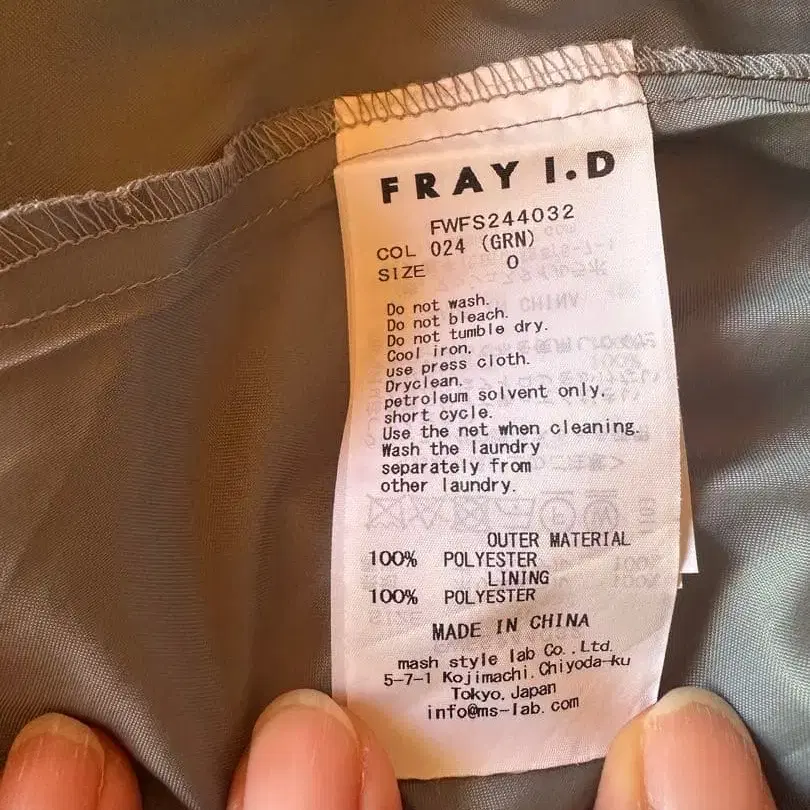 FRAY I.D
FWFS244032
COL 024 (GRN)
SIZE 0
Do not wash.
Do not bleach.
Do not tumble dry.
Cool iron.
use press cloth.
Dryclean.
petroleum solvent only.
short cycle.
Use the net when cleaning.
Wash the laundry
separately from
other laundry.
OUTER MATERIAL
100% POLYESTER
LINING
100% POLYESTER
MADE IN CHINA
mash style lab Co.,Ltd.
5-7-1 Kojimachi.Chiyoda-ku
Tokyo.Japan
info@ms-lab.com